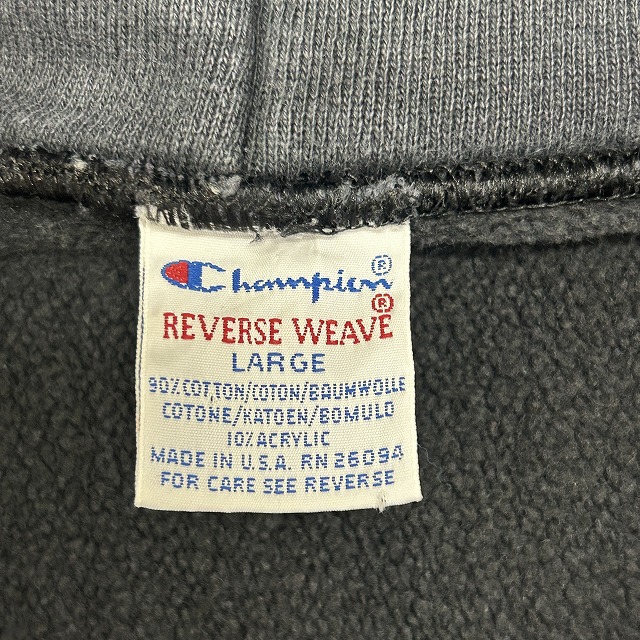 Champion®
REVERSE WEAVE®
LARGE
90% COTTON/COTON/BAUMWOLLE
COTONE/KATOEN/BOMULD
10% ACRYLIC
MADE IN U.S.A. RN 26094
FOR CARE SEE REVERSE